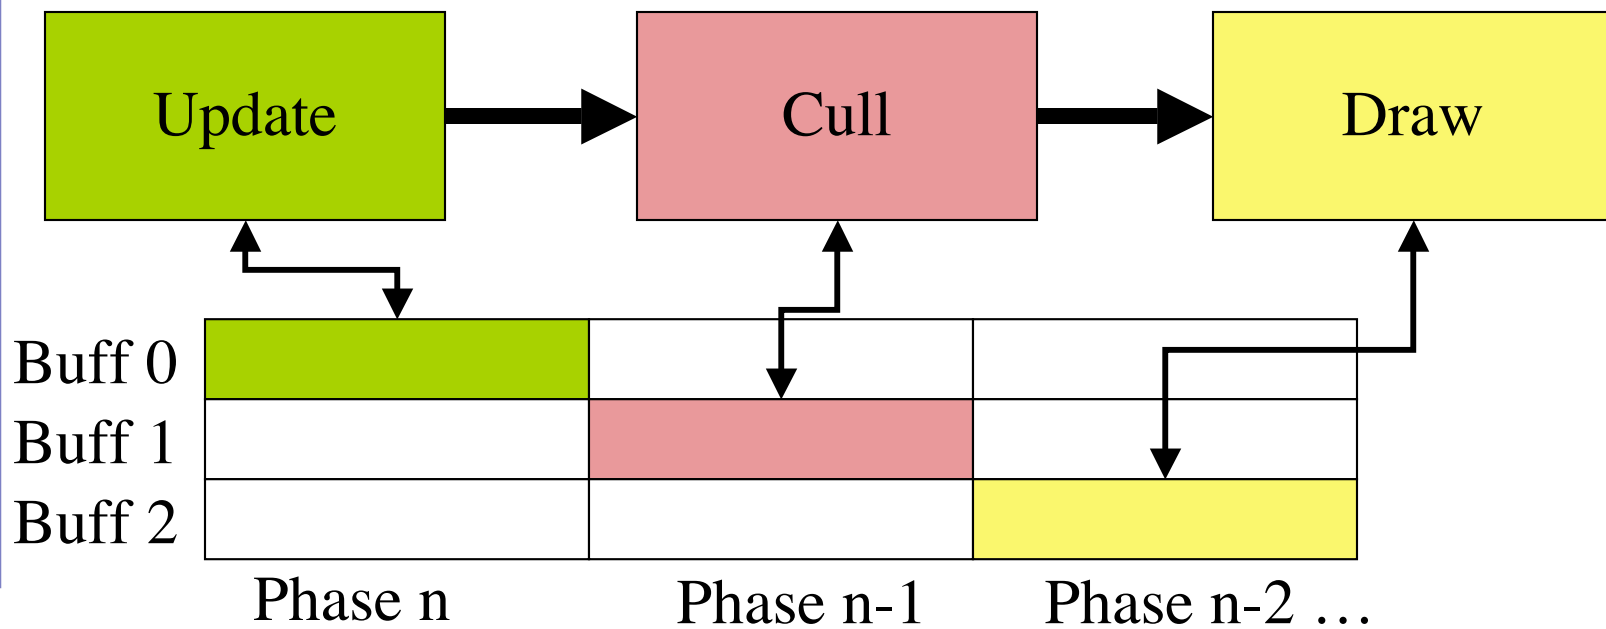 Update
Cull
Draw
Buff 0
Buff 1
Buff 2
Phase n
Phase n-1
Phase n-2 …